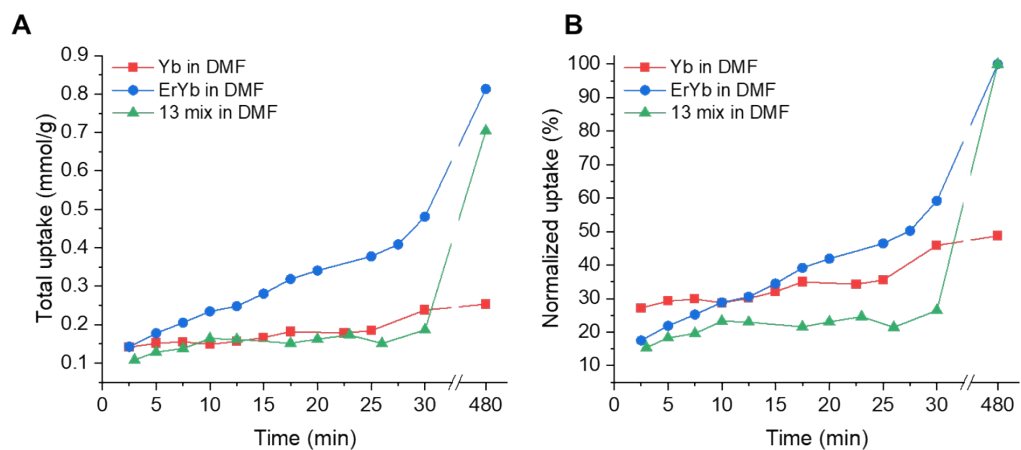 A
Total uptake (mmol/g)
0.9
0.8
0.7
0.6
0.5
0.4
0.3
0.2
0.1
Yb in DMF
ErYb in DMF
13 mix in DMF
0 5 10 15 20 25 30 480
Time (min)
B
Normalized uptake (%)
100
90
80
70
60
50
40
30
20
10
Yb in DMF
ErYb in DMF
13 mix in DMF
0 5 10 15 20 25 30 480
Time (min)